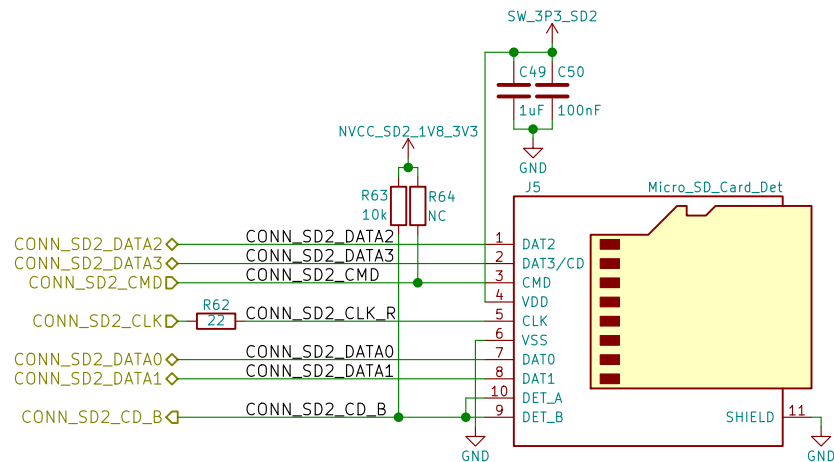 SW_3P3_SD2
C49 C50
1uF 100nF
GND
NVCC_SD2_1V8_3V3
R63 R64
10k NC
J5 Micro_SD_Card_Det
CONN_SD2_DATA2 CONN_SD2_DATA2 1 DAT2
CONN_SD2_DATA3 CONN_SD2_DATA3 2 DAT3/CD
CONN_SD2_CMD CONN_SD2_CMD 3 CMD
4 VDD
R62
CONN_SD2_CLK 22 CONN_SD2_CLK_R 5 CLK
6 VSS
CONN_SD2_DATA0 CONN_SD2_DATA0 7 DAT0
CONN_SD2_DATA1 CONN_SD2_DATA1 8 DAT1
10 DET_A
CONN_SD2_CD_B CONN_SD2_CD_B 9 DET_B SHIELD 11
GND GND